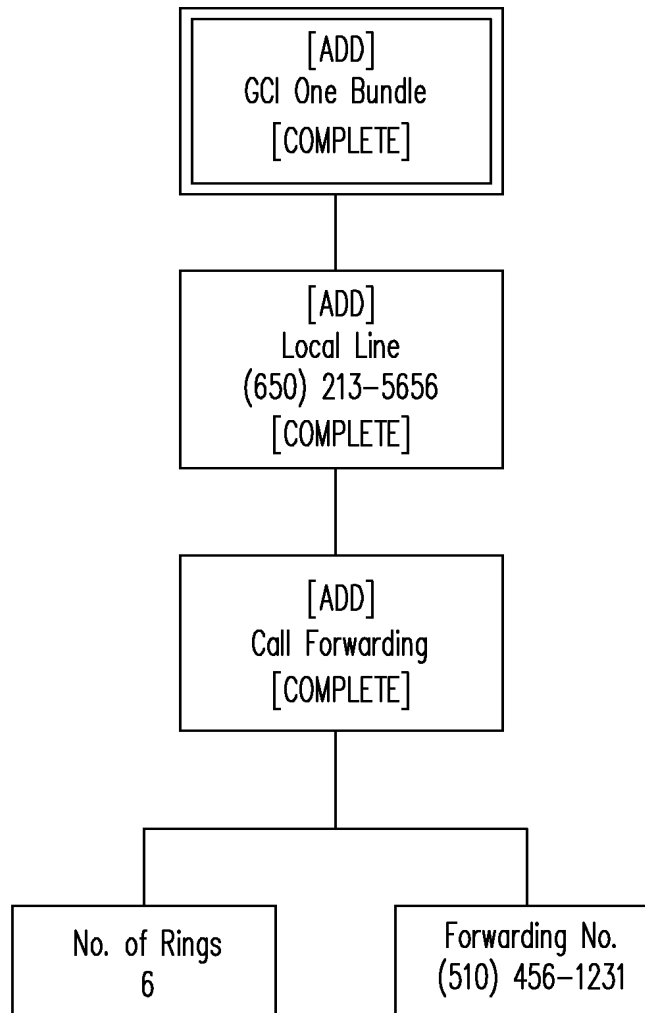 [ADD]
GCI One Bundle
[COMPLETE]
[ADD]
Local Line
(650) 213-5656
[COMPLETE]
[ADD]
Call Forwarding
[COMPLETE]
No. of Rings
6
Forwarding No.
(510) 456-1231